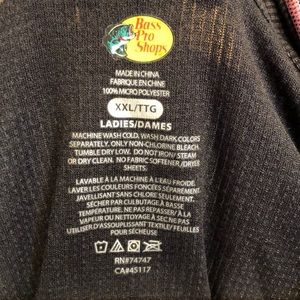 Bass
Pro
Shops
MADE IN CHINA
FABRIQUE EN CHINE
100% MICRO POLYESTER
XXL/TTG
LADIES/DAMES
MACHINE WASH COLD, WASH DARK COLORS
SEPARATELY. ONLY NON-CHLORINE BLEACH.
TUMBLE DRY LOW. DO NOT IRON/ STEAM
OR DRY CLEAN. NO FABRIC SOFTENER /DRYER
SHEETS.
LAVABLE À LA MACHINE À L'EAU FROIDE.
LAVER LES COULEURS FONCÉES SÉPARÉMENT.
JAVELLISANT SANS CHLORE SEULEMENT.
SÉCHER PAR CULBUTAGE À BASSE
TEMPÉRATURE. NE PAS REPASSER/ À LA
VAPEUR OU NETTOYAGE À SEC. NE PAS
UTILISER D'ASSOUPLISSANT TEXTILE/ FEUILLES
POUR SÉCHEUSE
RN#74747
CA#45117